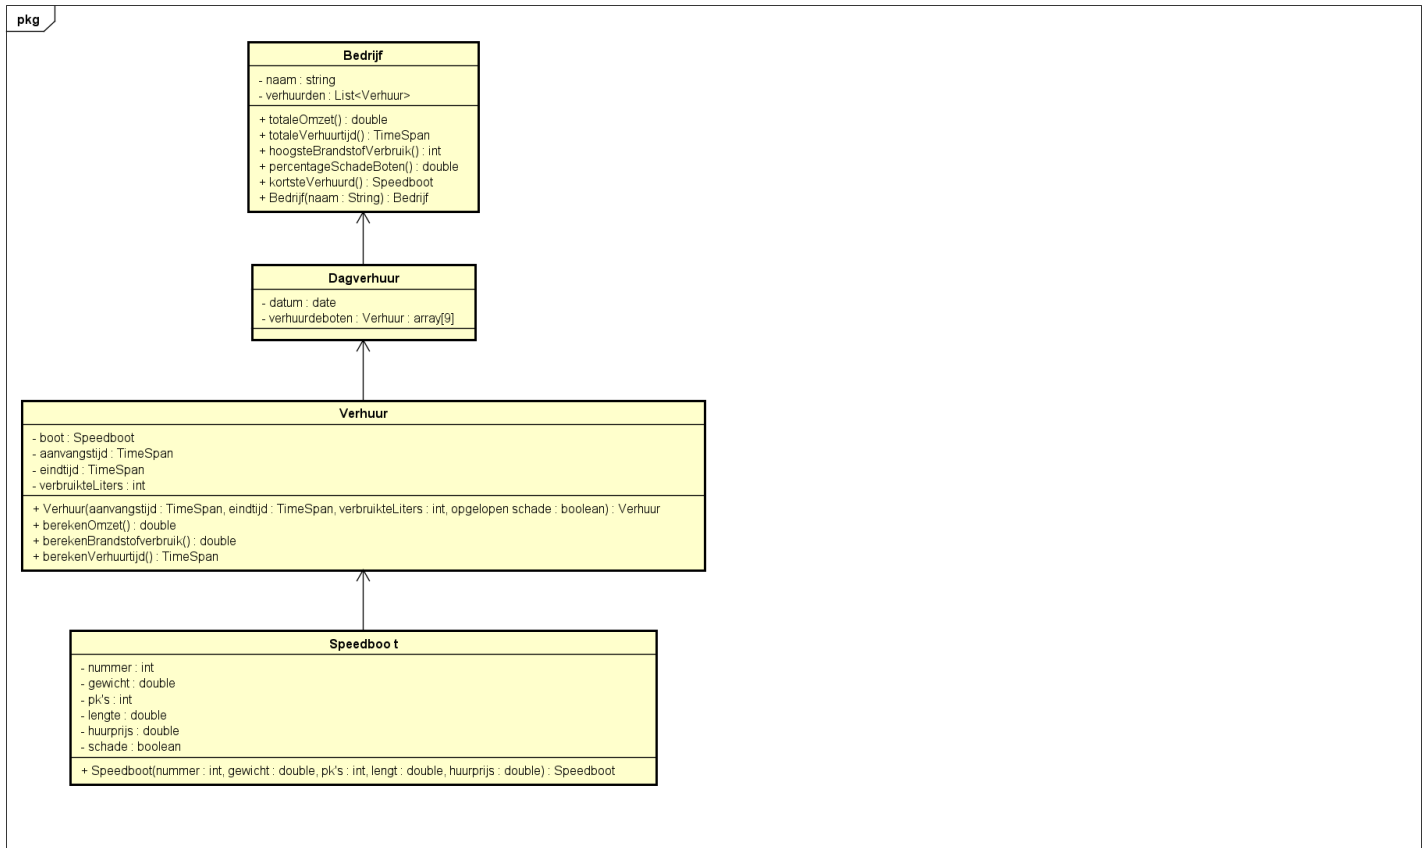 pkg
Bedrijf
- naam : string
- verhuurden : List<Verhuur>
+ totaleOmzet() : double
+ totaleVerhuurtijd() : TimeSpan
+ hoogsteBrandstofVerbruik() : int
+ percentageSchadeBoten() : double
+ kortsteVerhuurd() : Speedboot
+ Bedrijf(naam : String) : Bedrijf
Dagverhuur
- datum : date
- verhuurdeboten : Verhuur : array[9]
Verhuur
- boot : Speedboot
- aanvangstijd : TimeSpan
- eindtijd : TimeSpan
- verbruikteLiters : int
+ Verhuur(aanvangstijd : TimeSpan, eindtijd : TimeSpan, verbruikteLiters : int, opgelopen schade : boolean) : Verhuur
+ berekenOmzet() : double
+ berekenBrandstofverbruik() : double
+ berekenVerhuurtijd() : TimeSpan
Speedboo t
- nummer : int
- gewicht : double
- pk's : int
- lengte : double
- huurprijs : double
- schade : boolean
+ Speedboot(nummer : int, gewicht : double, pk's : int, lengt : double, huurprijs : double) : Speedboot